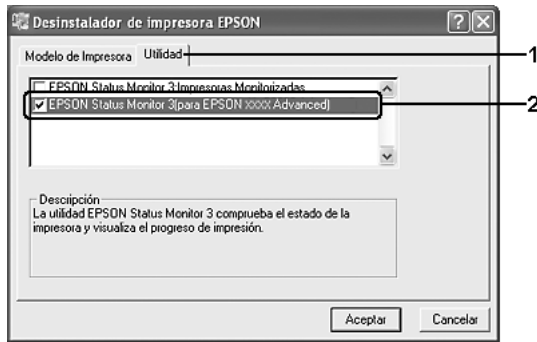 Desinstalador de impresora EPSON
Modelo de Impresora Utilidad 1
EPSON Status Monitor 3:Impresoras Monitorizadas
EPSON Status Monitor 3(para EPSON XXXX Advanced) 2
Descripción
La utilidad EPSON Status Monitor 3 comprueba el estado de la
impresora y visualiza el progreso de impresión.
Aceptar Cancelar